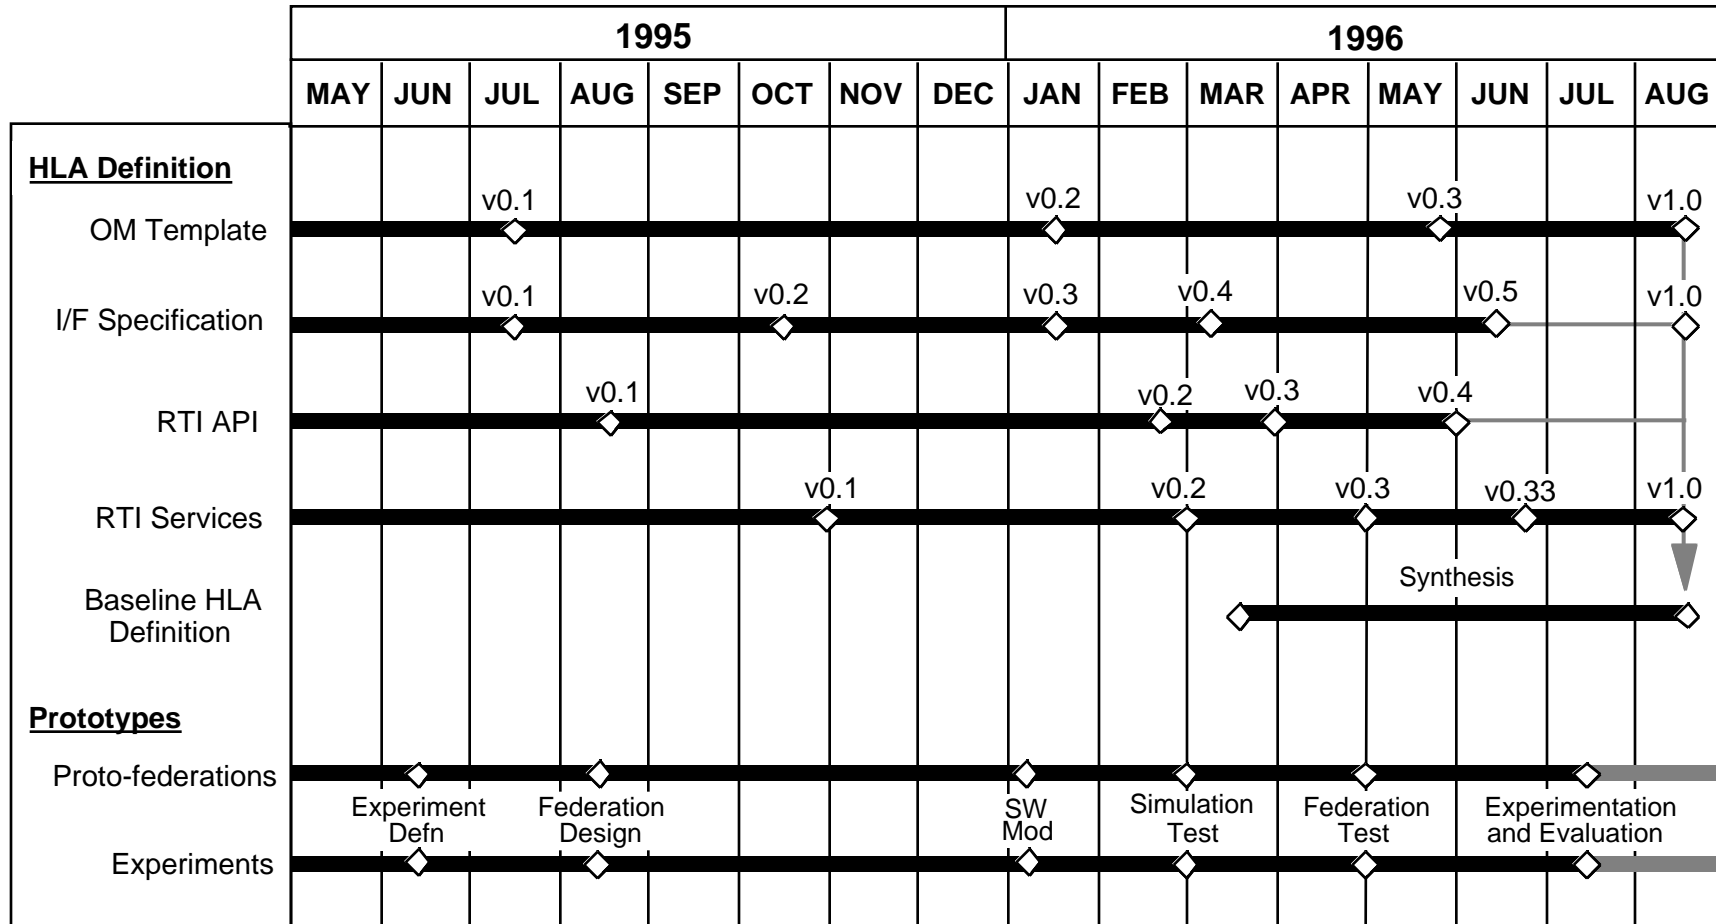 1995 1996
MAY JUN JUL AUG SEP OCT NOV DEC JAN FEB MAR APR MAY JUN JUL AUG
HLA Definition
v0.1 v0.2 v0.3 v1.0
OM Template
v0.1 v0.2 v0.3 v0.4 v0.5 v1.0
I/F Specification
v0.1 v0.2 v0.3 v0.4
RTI API
v0.1 v0.2 v0.3 v0.33 v1.0
RTI Services
Synthesis
Baseline HLA
Definition
Prototypes
Proto-federations
Experiment Federation SW Simulation Federation Experimentation
Defn Design Mod Test Test and Evaluation
Experiments